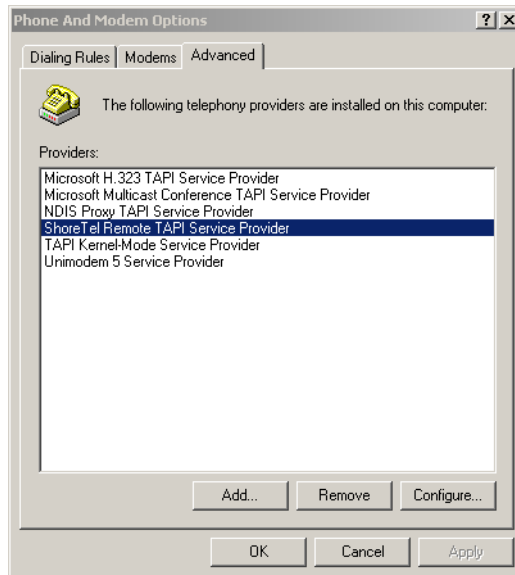 Phone And Modem Options
Dialing Rules Modems Advanced
The following telephony providers are installed on this computer:
Providers:
Microsoft H.323 TAPI Service Provider
Microsoft Multicast Conference TAPI Service Provider
NDIS Proxy TAPI Service Provider
ShoreTel Remote TAPI Service Provider
TAPI Kernel-Mode Service Provider
Unimodem 5 Service Provider
Add... Remove Configure...
OK Cancel Apply